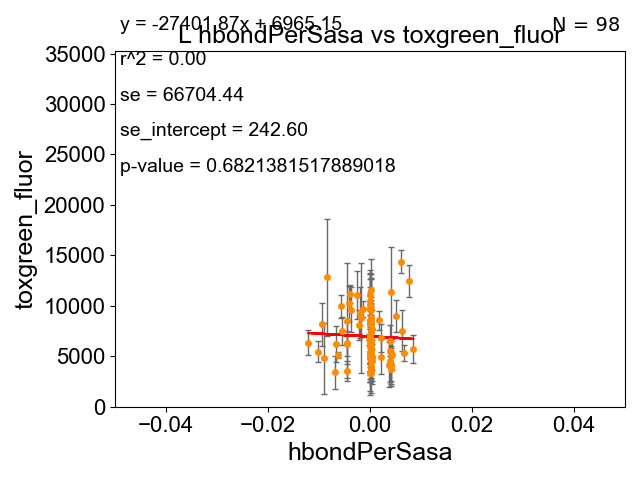 y = -27401.87x + 6965.15
N = 98
L hbondPerSasa vs toxgreen_fluor
r^2 = 0.00
se = 66704.44
se_intercept = 242.60
p-value = 0.6821381517889018
35000
30000
25000
20000
15000
10000
5000
0
toxgreen_fluor
−0.04 −0.02 0.00 0.02 0.04
hbondPerSasa